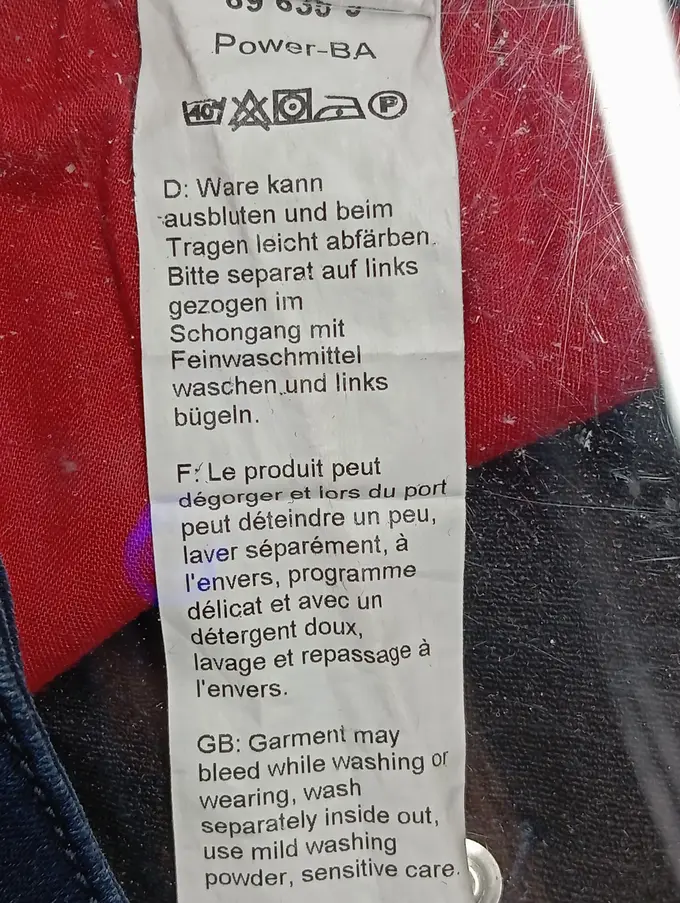 Power-BA
40°
P
D: Ware kann
ausbluten und beim
Tragen leicht abfärben.
Bitte separat auf links
gezogen im
Schongang mit
Feinwaschmittel
waschen und links
bügeln.
F: Le produit peut
dégorger et lors du port
peut déteindre un peu,
laver séparément, à
l'envers, programme
délicat et avec un
détergent doux,
lavage et repassage à
l'envers.
GB: Garment may
bleed while washing or
wearing, wash
separately inside out,
use mild washing
powder, sensitive care.